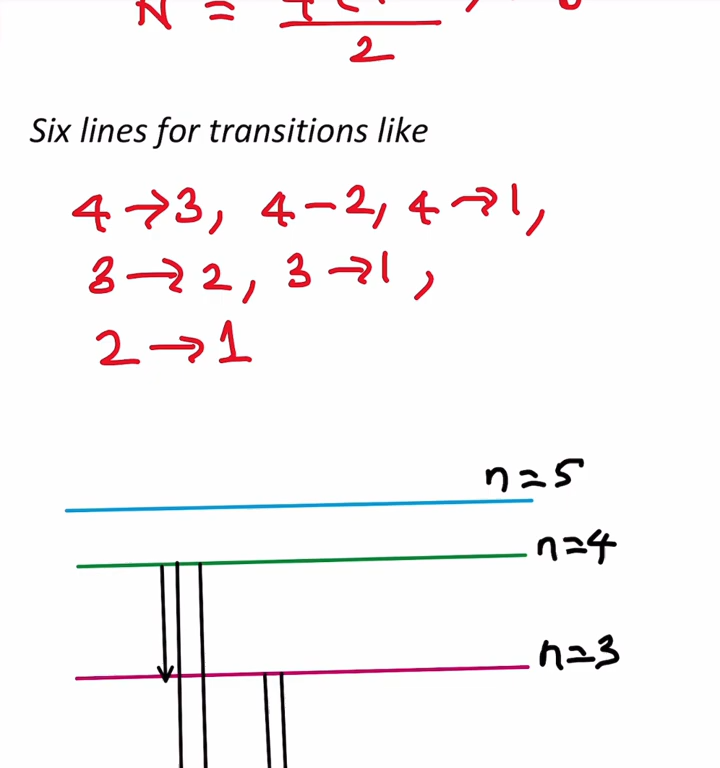 N =
2
Six lines for transitions like
4 → 3, 4 – 2, 4 → 1,
3 → 2, 3 → 1,
2 → 1
n=5
n=4
n=3